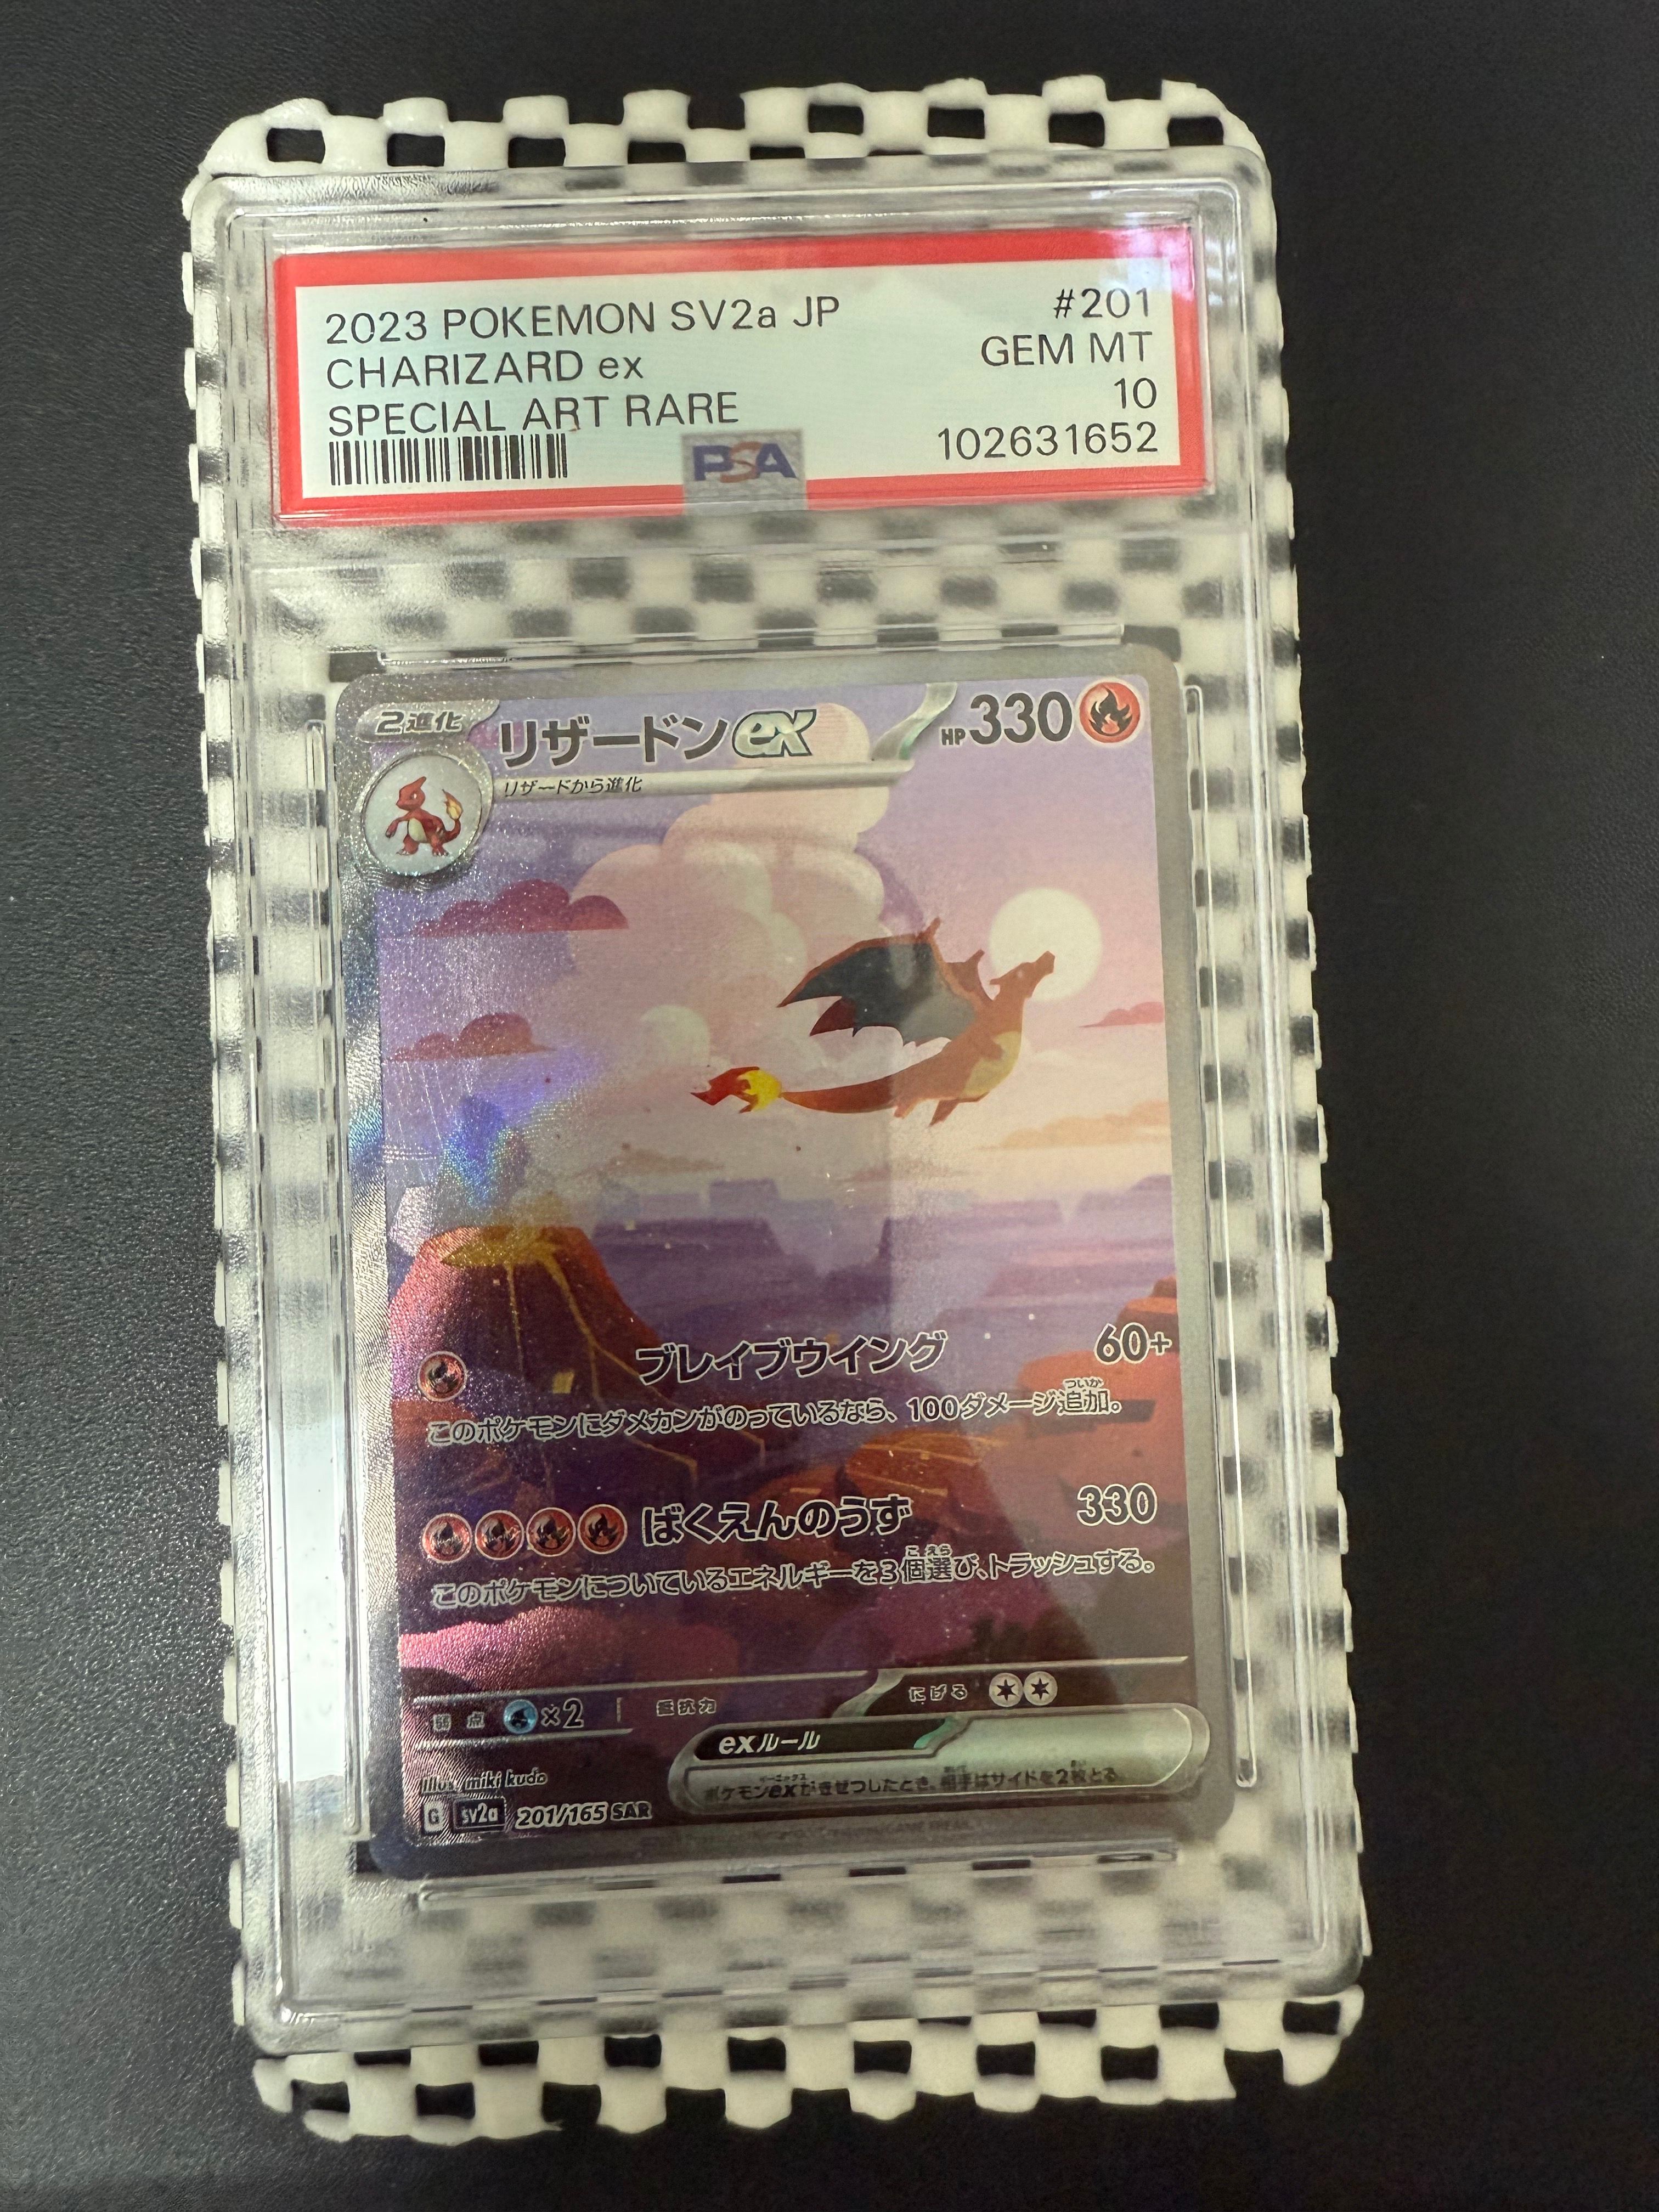 2023 POKEMON SV2a JP #201
CHARIZARD ex GEM MT
SPECIAL ART RARE 10
102631652
PSA
2進化 リザードンex HP330
リザードから進化
ブレイブウイング 60+
このポケモンにダメカンがのっているなら、100ダメージ追加。
ばくえんのうず 330
このポケモンについているエネルギーを3個選び、トラッシュする。
弱点 ×2 抵抗力 にげる
exルール
ポケモンexがきぜつしたとき、相手はサイドを2枚とる。
Illus. miki kudo
G sv2a 201/165 SAR